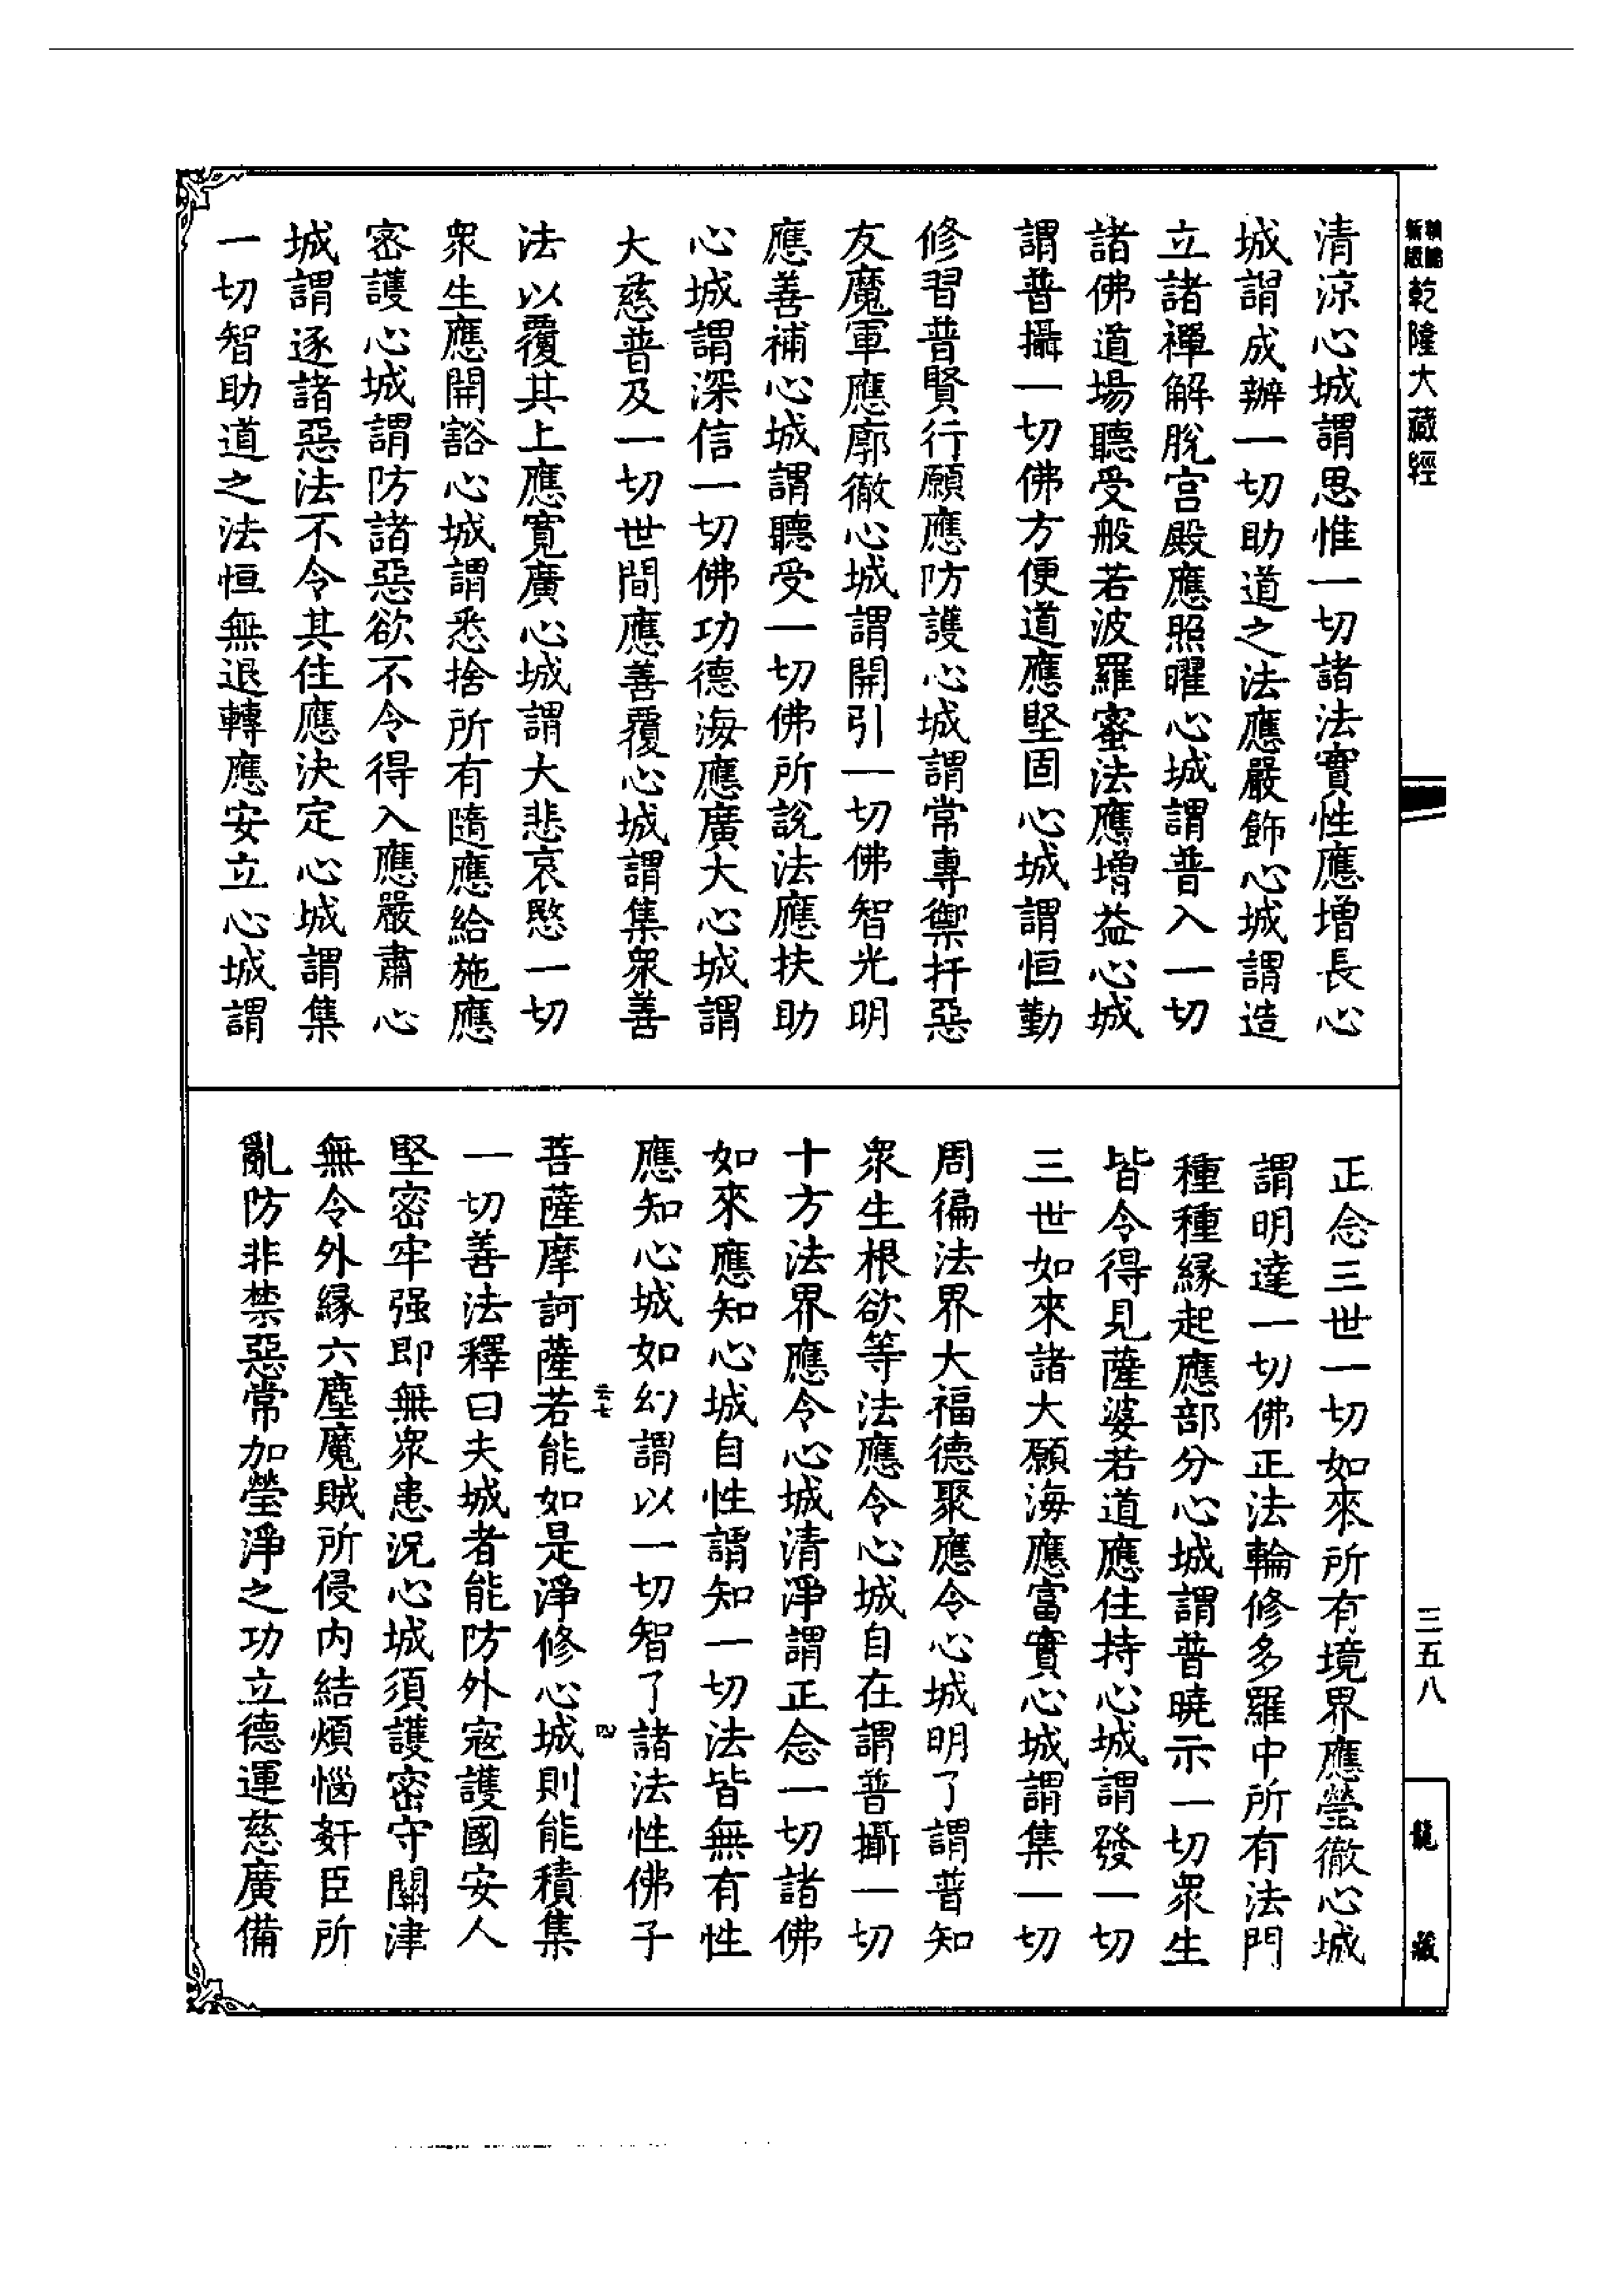 新版
乾隆大藏經
清涼心城謂思惟一切諸法實性應增長心
城謂成辦一切助道之法應嚴飾心城謂造
立諸禪解脫宮殿應照曜心城謂普入一切
諸佛道場聽受般若波羅蜜法應增益心城
謂普攝一切佛方便道應堅固心城謂恒勤
修習普賢行願應防護心城謂常專禦扞惡
友魔軍應廓徹心城謂開引一切佛智光明
應善補心城謂聽受一切佛所說法應扶助
心城謂深信一切佛功德海應廣大心城謂
大慈普及一切世間應善覆心城謂集衆善
法以覆其上應寬廣心城謂大悲哀愍一切
衆生應開豁心城謂悉捨所有隨應給施應
密護心城謂防諸惡欲不令得入應嚴肅心
城謂逐諸惡法不令其住應決定心城謂集
一切智助道之法恒無退轉應安立心城謂
正念三世一切如來所有境界應瑩徹心城
謂明達一切佛正法輪修多羅中所有法門
種種緣起應部分心城謂普曉示一切衆生
皆令得見薩婆若道應住持心城謂發一切
三世如來諸大願海應富實心城謂集一切
周徧法界大福德聚應令心城明了謂普知
衆生根欲等法應令心城自在謂普攝一切
十方法界應令心城清淨謂正念一切諸佛
如來應知心城自性謂知一切法皆無有性
應知心城如幻謂以一切智了諸法性佛子
菩薩摩訶薩若能如是淨修心城則能積集
一切善法釋曰夫城者能防外寇護國安人
堅密牢强即無衆患況心城須護密守關津
無令外緣六塵魔賊所侵内結煩惱姧臣所
亂防非禁惡常加瑩淨之功立德運慈廣備
三五八
龍藏